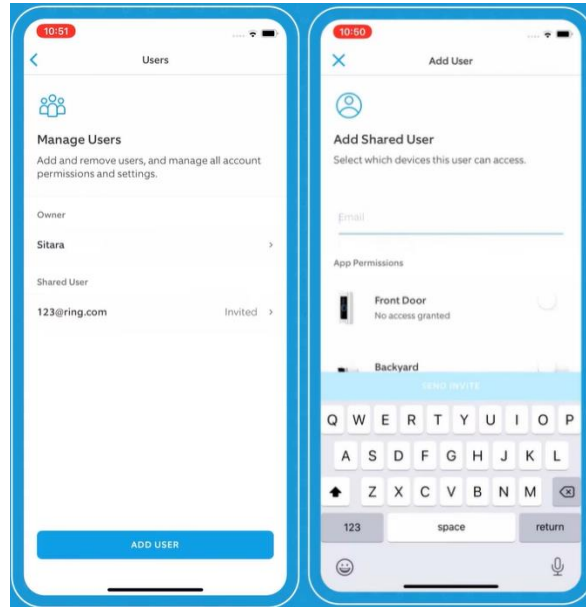 10:51
Users
Manage Users
Add and remove users, and manage all account
permissions and settings.
Owner
Sitara
Shared User
123@ring.com Invited
ADD USER
10:50
Add User
Add Shared User
Select which devices this user can access.
Email
App Permissions
Front Door
No access granted
Backyard
SEND INVITE
Q W E R T Y U I O P
A S D F G H J K L
Z X C V B N M
123 space return